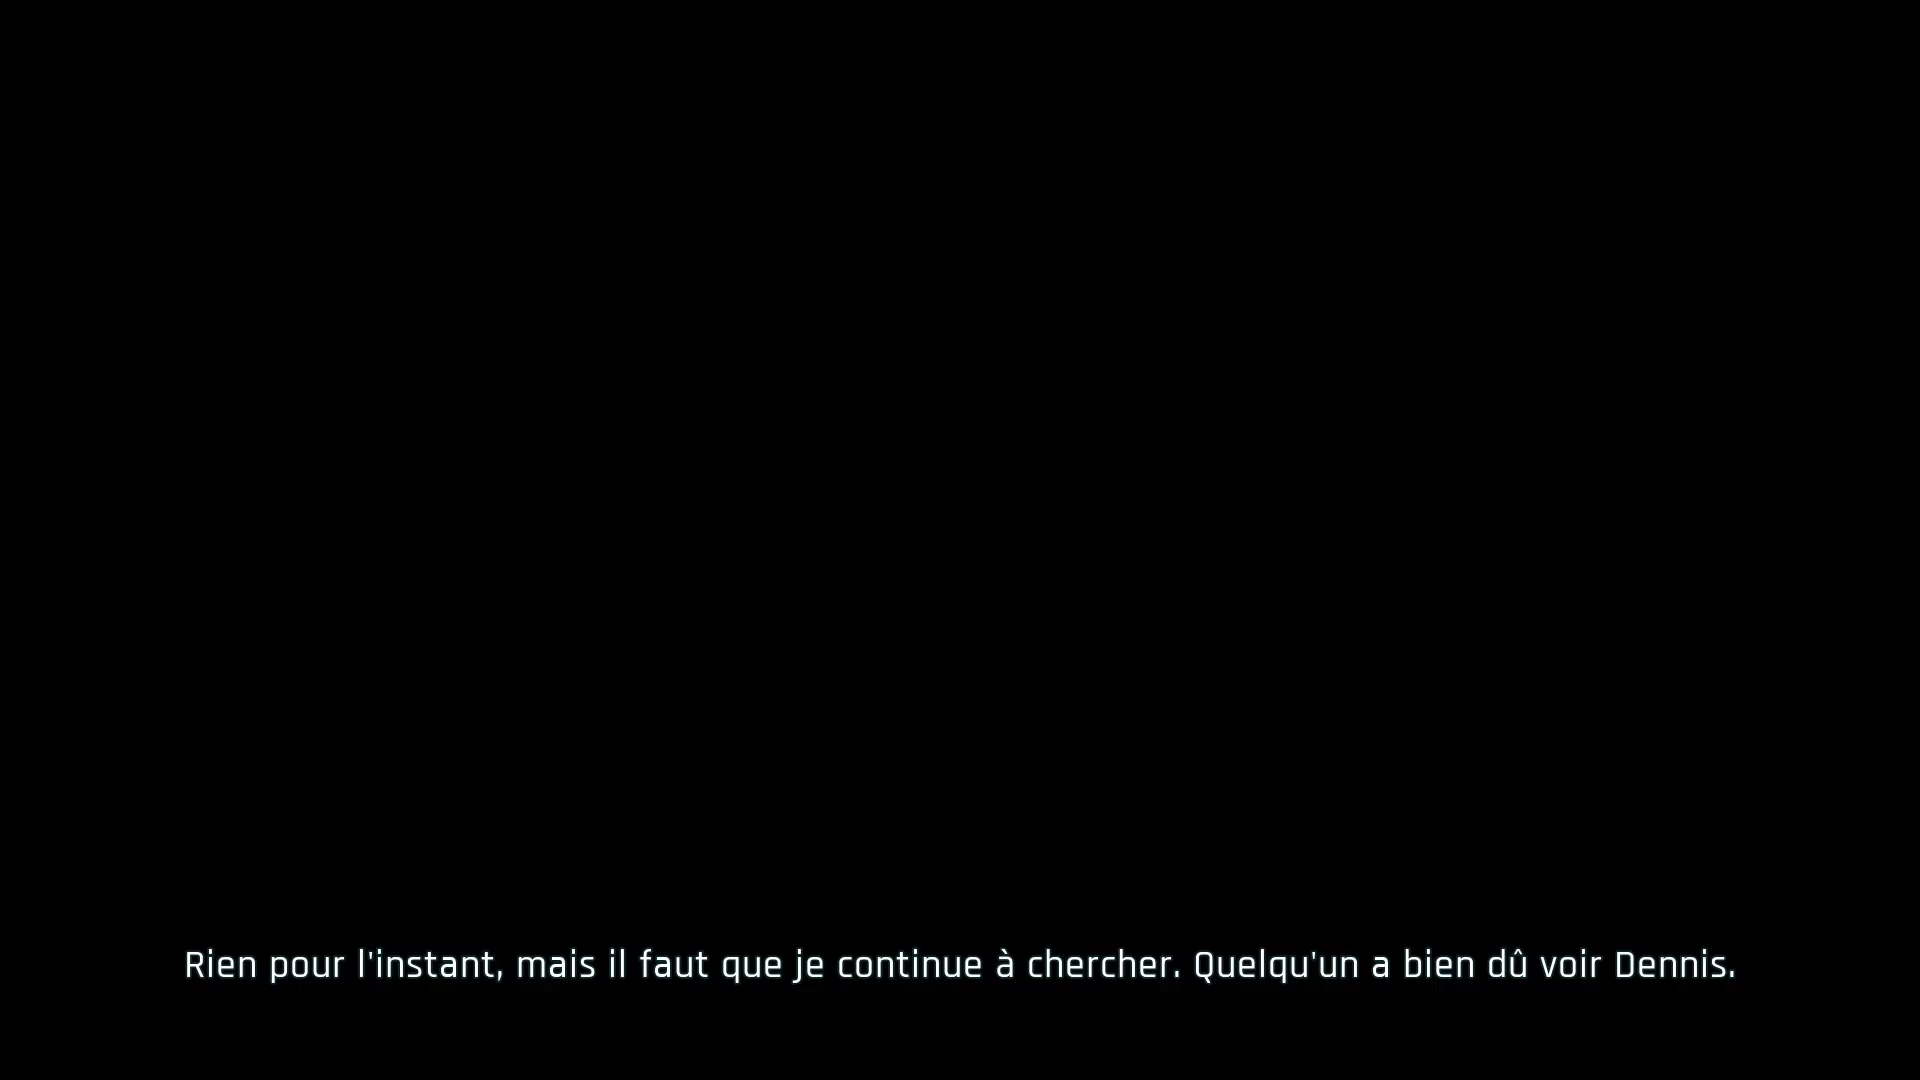 Rien pour l'instant, mais il faut que je continue à chercher. Quelqu'un a bien dû voir Dennis.